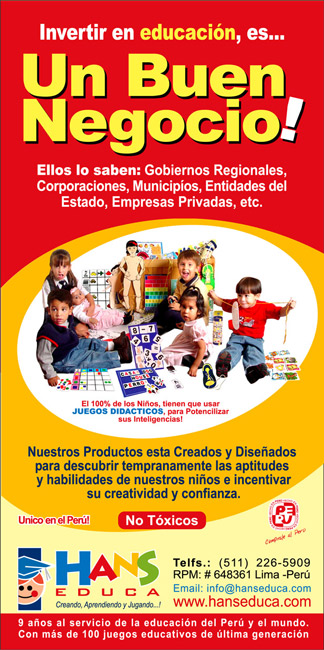 Invertir en educación, es...
Un Buen
Negocio!
Ellos lo saben: Gobiernos Regionales,
Corporaciones, Municipíos, Entidades del
Estado, Empresas Privadas, etc.
El 100% de los Niños, tienen que usar
JUEGOS DIDACTICOS, para Potencilizar
sus Inteligencias!
Nuestros Productos esta Creados y Diseñados
para descubrir tempranamente las aptitudes
y habilidades de nuestros niños e incentivar
su creatividad y confianza.
Unico en el Perú!
No Tóxicos
PERU
Cómprale al Perú
HANS
EDUCA
Creando, Aprendiendo y Jugando...!
Telfs.: (511) 226-5909
RPM: # 648361 Lima -Perú
Email: info@hanseduca.com
www.hanseduca.com
9 años al servicio de la educación del Perú y el mundo.
Con más de 100 juegos educativos de última generación